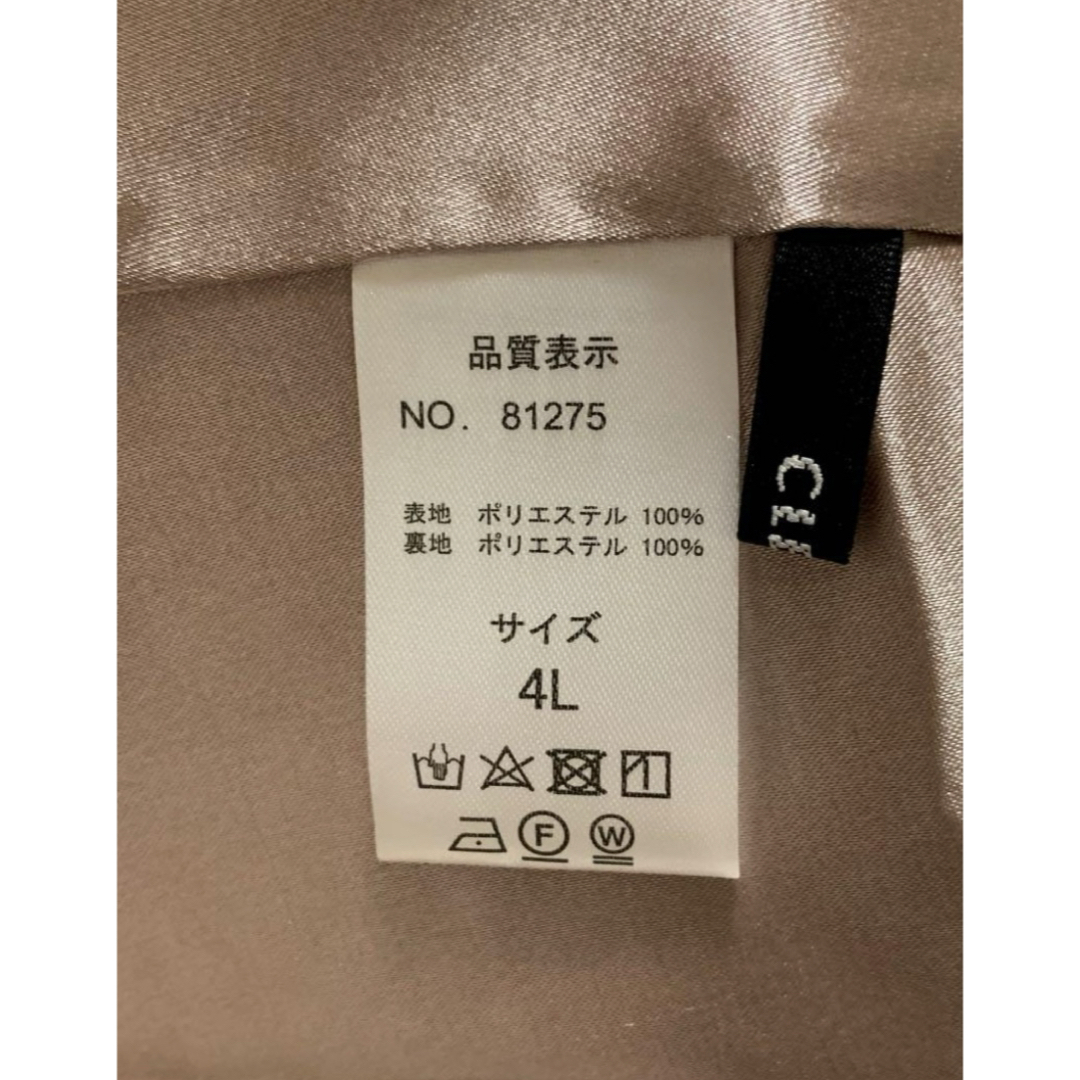 品質表示
NO. 81275
表地 ポリエステル 100%
裏地 ポリエステル 100%
サイズ
4L
F W